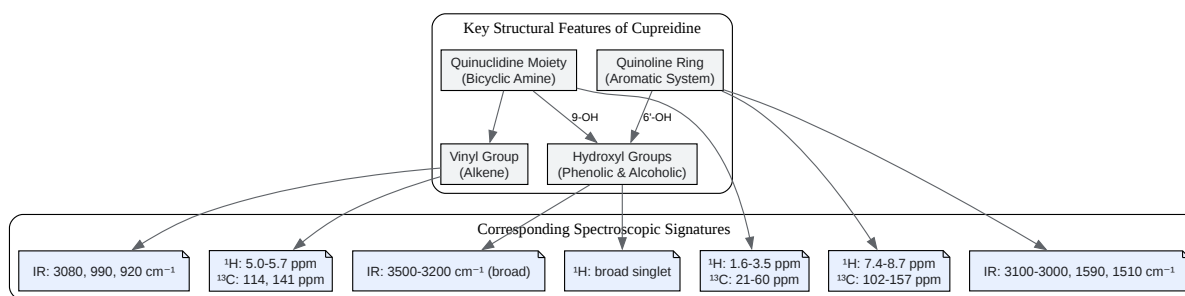 Key Structural Features of Cupreidine
Quinuclidine Moiety
(Bicyclic Amine)
Quinoline Ring
(Aromatic System)
9-OH
6'-OH
Vinyl Group
(Alkene)
Hydroxyl Groups
(Phenolic & Alcoholic)
Corresponding Spectroscopic Signatures
IR: 3080, 990, 920 cm⁻¹
¹H: 5.0-5.7 ppm
¹³C: 114, 141 ppm
IR: 3500-3200 cm⁻¹ (broad)
¹H: broad singlet
¹H: 1.6-3.5 ppm
¹³C: 21-60 ppm
¹H: 7.4-8.7 ppm
¹³C: 102-157 ppm
IR: 3100-3000, 1590, 1510 cm⁻¹